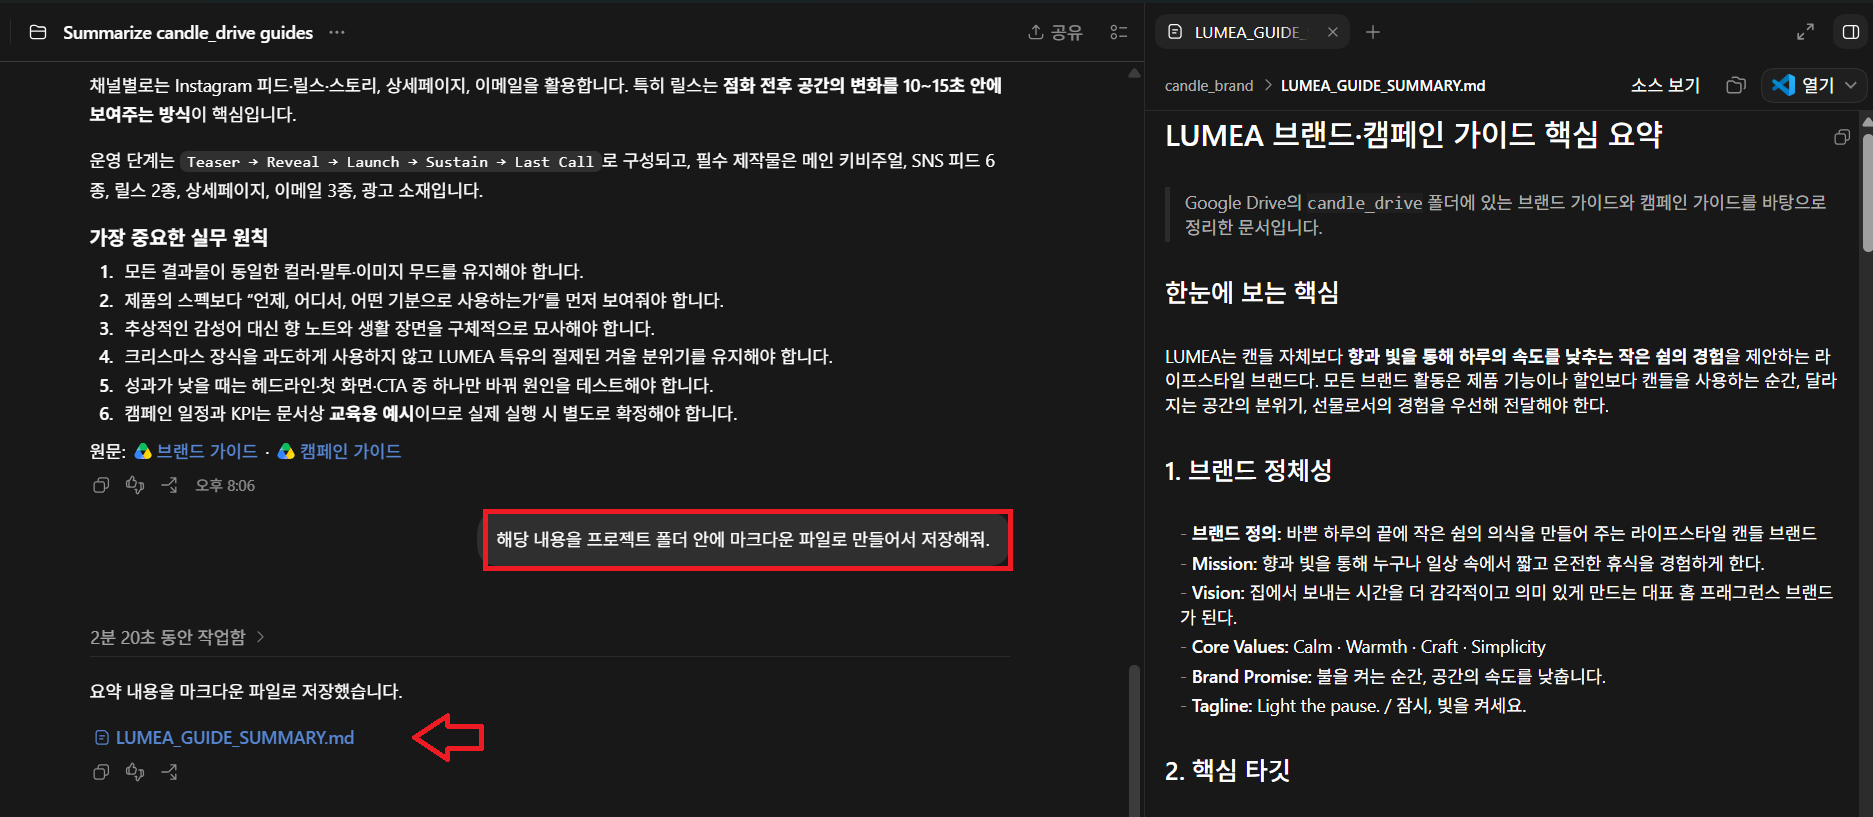 Summarize candle_drive guides ···
공유
채널별로는 Instagram 피드·릴스·스토리, 상세페이지, 이메일을 활용합니다. 특히 릴스는 점화 전후 공간의 변화를 10~15초 안에
보여주는 방식이 핵심입니다.
운영 단계는 Teaser → Reveal → Launch → Sustain → Last Call로 구성되고, 필수 제작물은 메인 키비주얼, SNS 피드 6
종, 릴스 2종, 상세페이지, 이메일 3종, 광고 소재입니다.
가장 중요한 실무 원칙
1. 모든 결과물이 동일한 컬러·말투·이미지 무드를 유지해야 합니다.
2. 제품의 스펙보다 “언제, 어디서, 어떤 기분으로 사용하는가”를 먼저 보여줘야 합니다.
3. 추상적인 감성어 대신 향 노트와 생활 장면을 구체적으로 묘사해야 합니다.
4. 크리스마스 장식을 과도하게 사용하지 않고 LUMEA 특유의 절제된 겨울 분위기를 유지해야 합니다.
5. 성과가 낮을 때는 헤드라인·첫 화면·CTA 중 하나만 바꿔 원인을 테스트해야 합니다.
6. 캠페인 일정과 KPI는 문서상 교육용 예시이므로 실제 실행 시 별도로 확정해야 합니다.
원문: 브랜드 가이드 · 캠페인 가이드
오후 8:06
해당 내용을 프로젝트 폴더 안에 마크다운 파일로 만들어서 저장해줘.
2분 20초 동안 작업함 >
요약 내용을 마크다운 파일로 저장했습니다.
LUMEA_GUIDE_SUMMARY.md
LUMEA_GUIDE_
candle_brand > LUMEA_GUIDE_SUMMARY.md
소스 보기
열기
LUMEA 브랜드·캠페인 가이드 핵심 요약
Google Drive의 candle_drive 폴더에 있는 브랜드 가이드와 캠페인 가이드를 바탕으로
정리한 문서입니다.
한눈에 보는 핵심
LUMEA는 캔들 자체보다 향과 빛을 통해 하루의 속도를 낮추는 작은 쉼의 경험을 제안하는 라
이프스타일 브랜드다. 모든 브랜드 활동은 제품 기능이나 할인보다 캔들을 사용하는 순간, 달라
지는 공간의 분위기, 선물로서의 경험을 우선해 전달해야 한다.
1. 브랜드 정체성
- 브랜드 정의: 바쁜 하루의 끝에 작은 쉼의 의식을 만들어 주는 라이프스타일 캔들 브랜드
- Mission: 향과 빛을 통해 누구나 일상 속에서 짧고 온전한 휴식을 경험하게 한다.
- Vision: 집에서 보내는 시간을 더 감각적이고 의미 있게 만드는 대표 홈 프래그런스 브랜드
가 된다.
- Core Values: Calm · Warmth · Craft · Simplicity
- Brand Promise: 불을 켜는 순간, 공간의 속도를 낮춥니다.
- Tagline: Light the pause. / 잠시, 빛을 켜세요.
2. 핵심 타깃